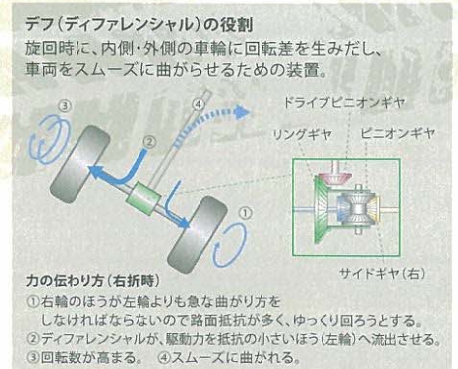 デフ(ディファレンシャル)の役割
旋回時に、内側・外側の車輪に回転差を生みだし、
車両をスムーズに曲がらせるための装置。
③
④
②
①
ドライブピニオンギヤ
リングギヤ
ピニオンギヤ
サイドギヤ(右)
力の伝わり方(右折時)
①右輪のほうが左輪よりも急な曲がり方を
しなければならないので路面抵抗が多く、ゆっくり回ろうとする。
②ディファレンシャルが、駆動力を抵抗の小さいほう(左輪)へ流出させる。
③回転数が高まる。 ④スムーズに曲がれる。